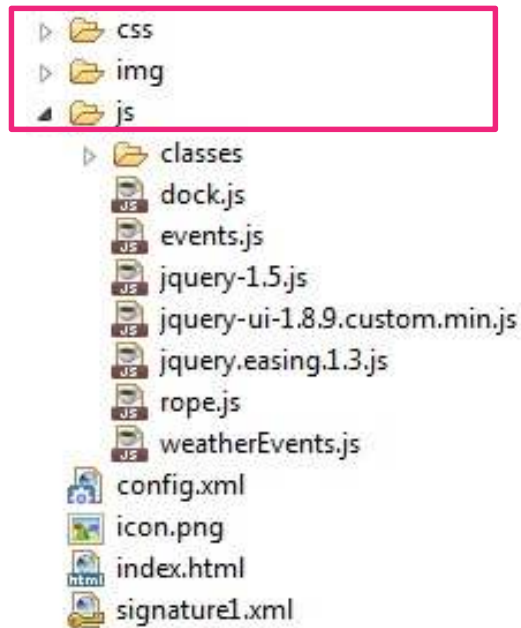 css
img
js
classes
dock.js
events.js
jquery-1.5.js
jquery-ui-1.8.9.custom.min.js
jquery.easing.1.3.js
rope.js
weatherEvents.js
config.xml
icon.png
index.html
signature1.xml